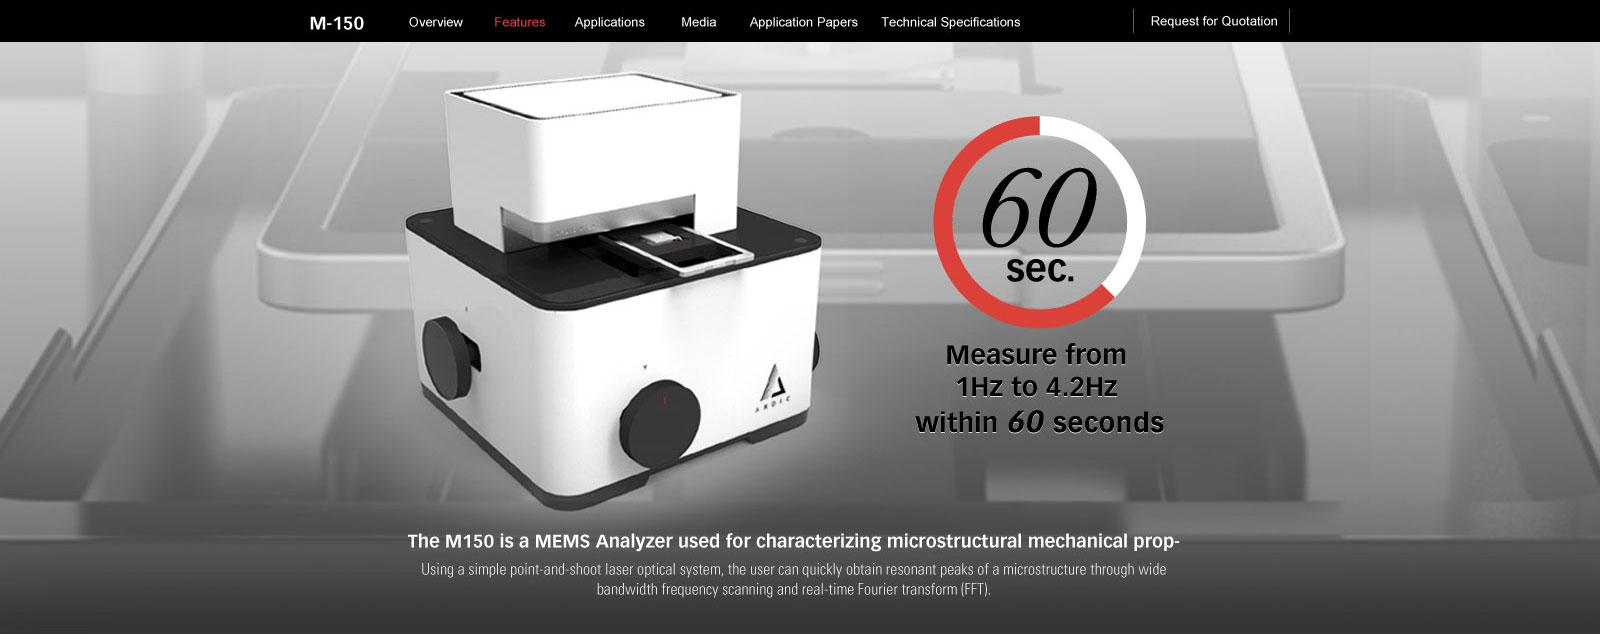 M-150
Overview
Features
Applications
Media
Application Papers
Technical Specifications
Request for Quotation
60
sec.
Measure from
1Hz to 4.2Hz
within 60 seconds
Y
ARDIC
The M150 is a MEMS Analyzer used for characterizing microstructural mechanical prop-
Using a simple point-and-shoot laser optical system, the user can quickly obtain resonant peaks of a microstructure through wide
bandwidth frequency scanning and real-time Fourier transform (FFT).